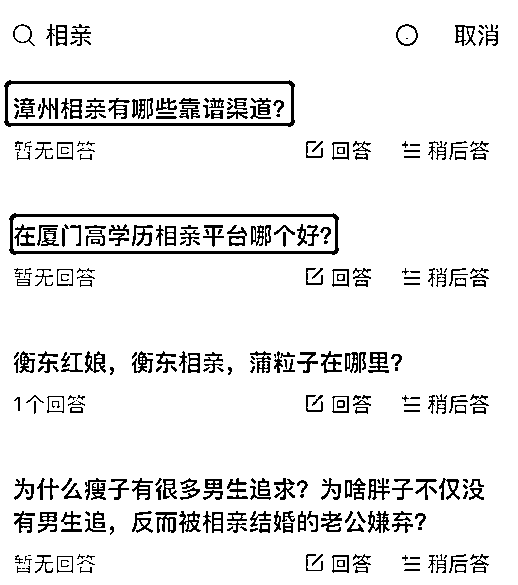 相亲 取消
漳州相亲有哪些靠谱渠道?
暂无回答 回答 稍后答
在厦门高学历相亲平台哪个好?
暂无回答 回答 稍后答
衡东红娘，衡东相亲，蒲粒子在哪里?
1个回答 回答 稍后答
为什么瘦子有很多男生追求？为啥胖子不仅没
有男生追，反而被相亲结婚的老公嫌弃?
暂无回答 回答 稍后答